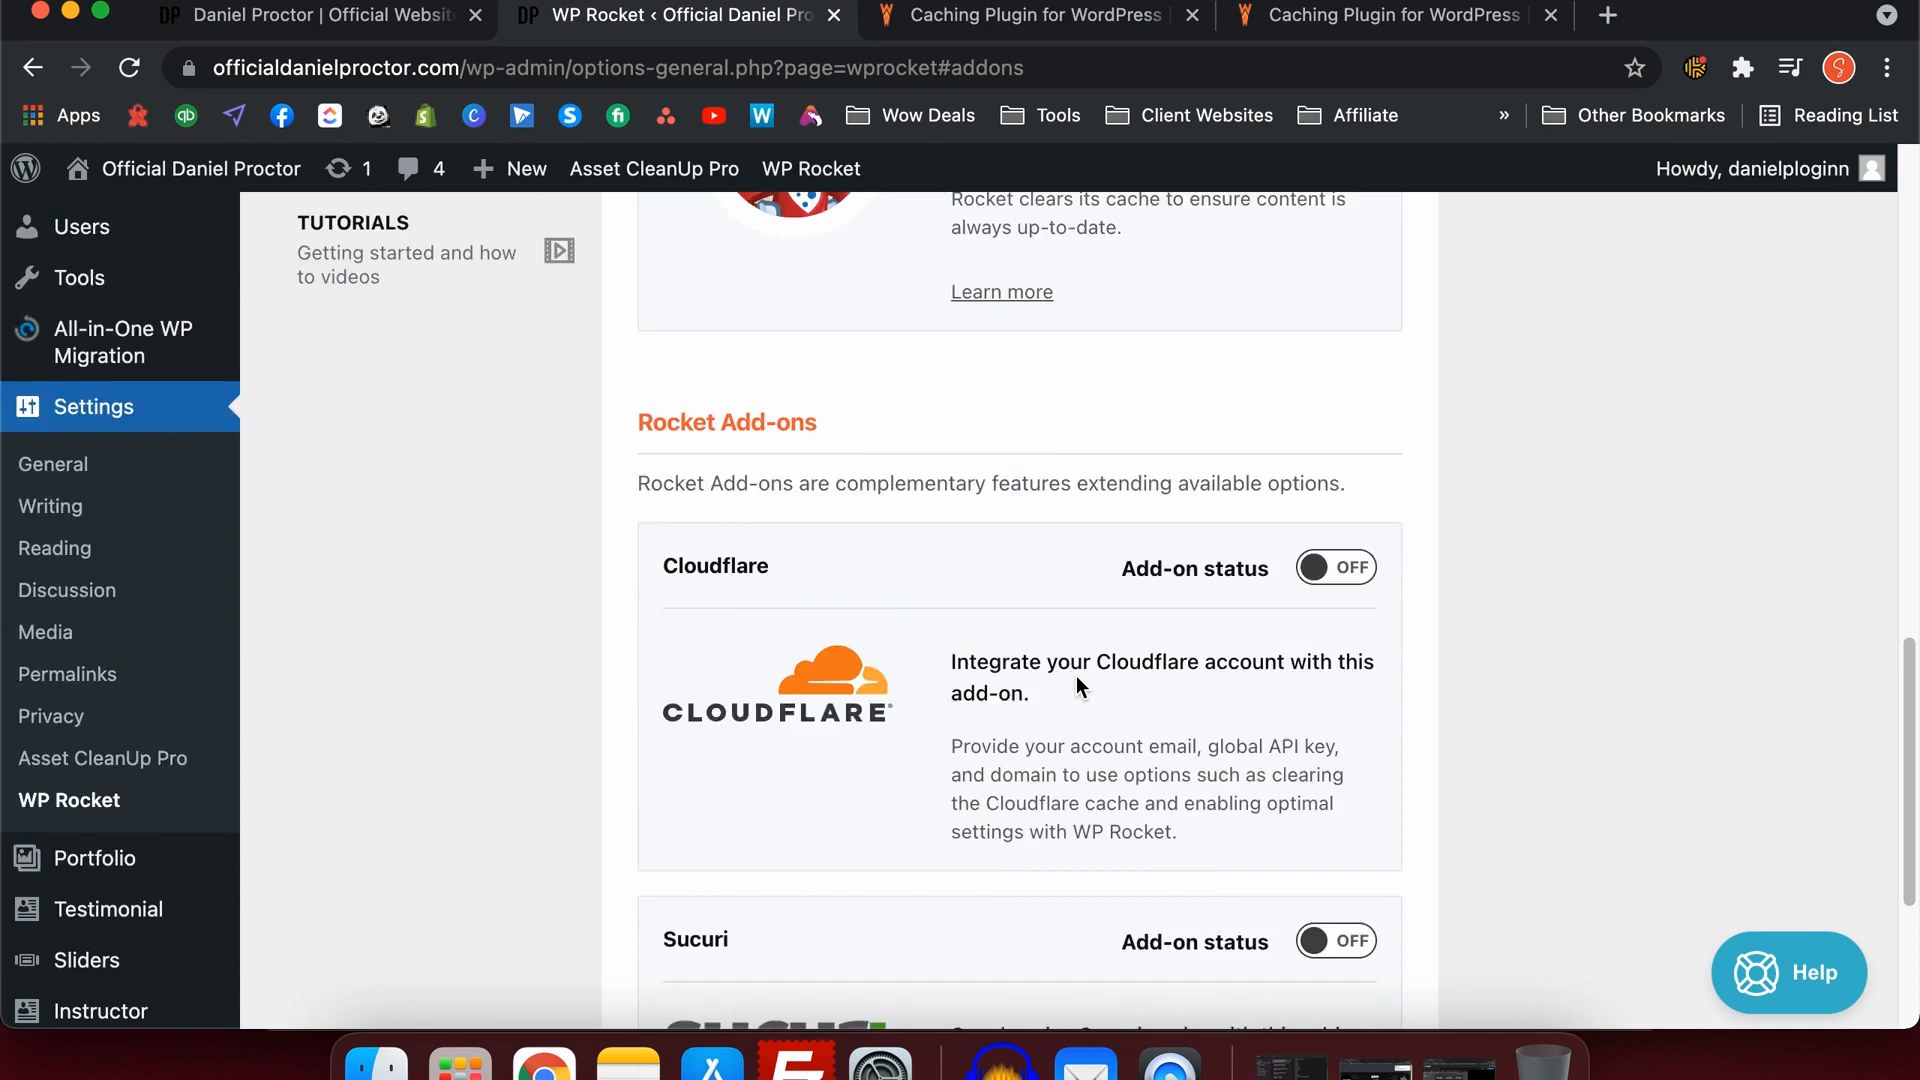 DP Daniel Proctor | Official Websit
DP WP Rocket ‹ Official Daniel Pro
Caching Plugin for WordPress
Caching Plugin for WordPress
officialdanielproctor.com/wp-admin/options-general.php?page=wprocket#addons
Apps
Wow Deals
Tools
Client Websites
Affiliate
»
Other Bookmarks
Reading List
Official Daniel Proctor
1
4
New
Asset CleanUp Pro
WP Rocket
Howdy, danielploginn
Users
Tools
All-in-One WP
Migration
Settings
General
Writing
Reading
Discussion
Media
Permalinks
Privacy
Asset CleanUp Pro
WP Rocket
Portfolio
Testimonial
Sliders
Instructor
TUTORIALS
Getting started and how
to videos
Rocket clears its cache to ensure content is
always up-to-date.
Learn more
Rocket Add-ons
Rocket Add-ons are complementary features extending available options.
Cloudflare
Add-on status
OFF
CLOUDFLARE®
Integrate your Cloudflare account with this
add-on.
Provide your account email, global API key,
and domain to use options such as clearing
the Cloudflare cache and enabling optimal
settings with WP Rocket.
Sucuri
Add-on status
OFF
Help